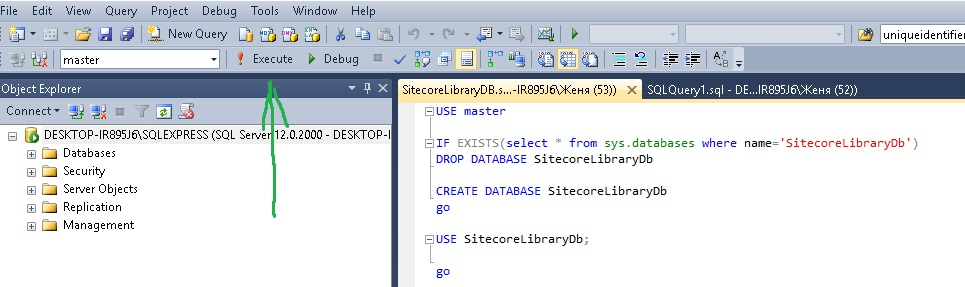 File Edit View Query Project Debug Tools Window Help
New Query MDX DMX XMLA uniqueidentifier
master Execute Debug
Object Explorer
SitecoreLibraryDB.s...-IR895J6\Женя (53)) SQLQuery1.sql - DE...IR895J6\Женя (52))
Connect
DESKTOP-IR895J6\SQLEXPRESS (SQL Server 12.0.2000 - DESKTOP-I
Databases
Security
Server Objects
Replication
Management
USE master
IF EXISTS(select * from sys.databases where name='SitecoreLibraryDb')
DROP DATABASE SitecoreLibraryDb
CREATE DATABASE SitecoreLibraryDb
go
USE SitecoreLibraryDb;
go